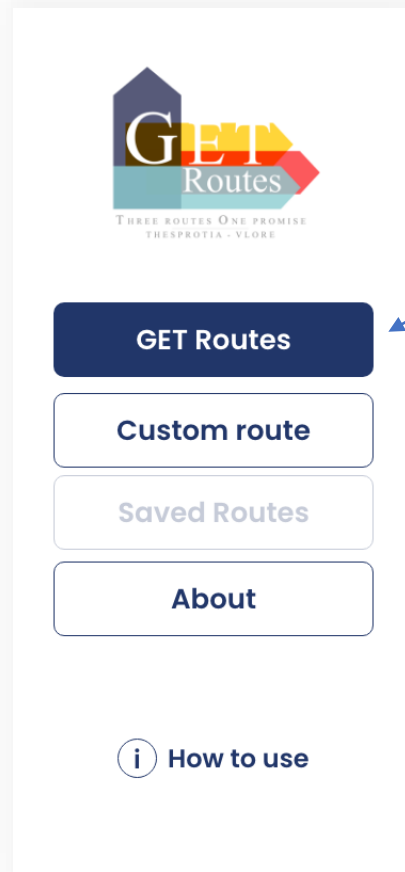 GET
Routes
THREE ROUTES ONE PROMISE
THESPROTIA - VLORE
GET Routes
Custom route
Saved Routes
About
i How to use